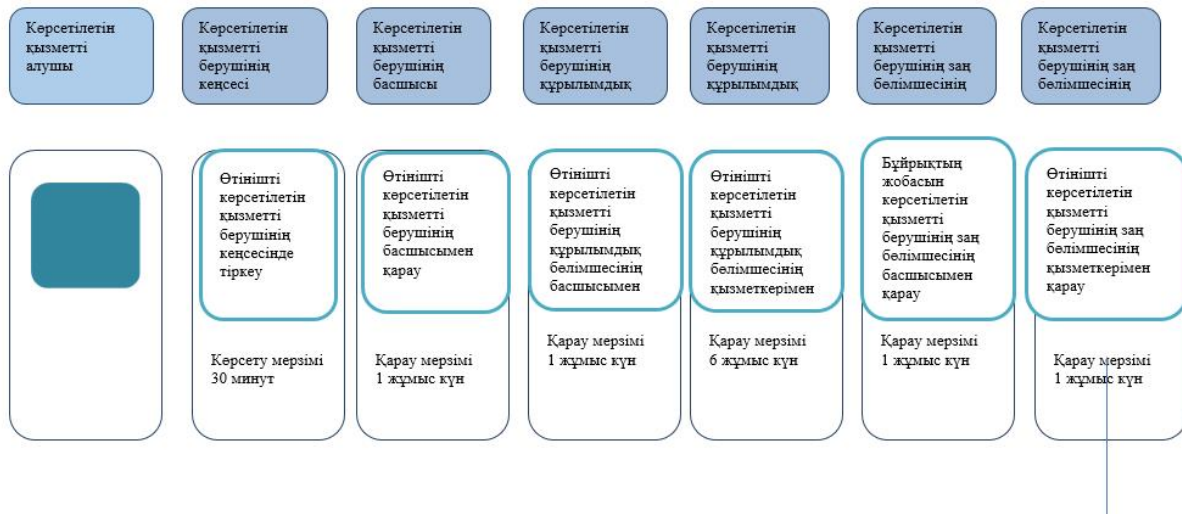 Көрсетілетін
қызметті
алушы
Көрсетілетін
қызметті
берушінің
кеңсесі
Көрсетілетін
қызметті
берушінің
басшысы
Көрсетілетін
қызметті
берушінің
құрылымдық
Көрсетілетін
қызметті
берушінің
құрылымдық
Көрсетілетін
қызметті
берушінің заң
бөлімшесінің
Көрсетілетін
қызметті
берушінің заң
бөлімшесінің
Өтінішті
көрсетілетін
қызметті
берушінің
кеңсесінде
тіркеу
Көрсету мерзімі
30 минут
Өтінішті
көрсетілетін
қызметті
берушінің
басшысымен
қарау
Қарау мерзімі
1 жұмыс күн
Өтінішті
көрсетілетін
қызметті
берушінің
құрылымдық
бөлімшесінің
басшысымен
Қарау мерзімі
1 жұмыс күн
Өтінішті
көрсетілетін
қызметті
берушінің
құрылымдық
бөлімшесінің
қызметкерімен
Қарау мерзімі
6 жұмыс күн
Бұйрықтың
жобасын
көрсетілетін
қызметті
берушінің заң
бөлімшесінің
басшысымен
қарау
Қарау мерзімі
1 жұмыс күн
Өтінішті
көрсетілетін
қызметті
берушінің заң
бөлімшесінің
қызметкерімен
қарау
Қарау мерзімі
1 жұмыс күн